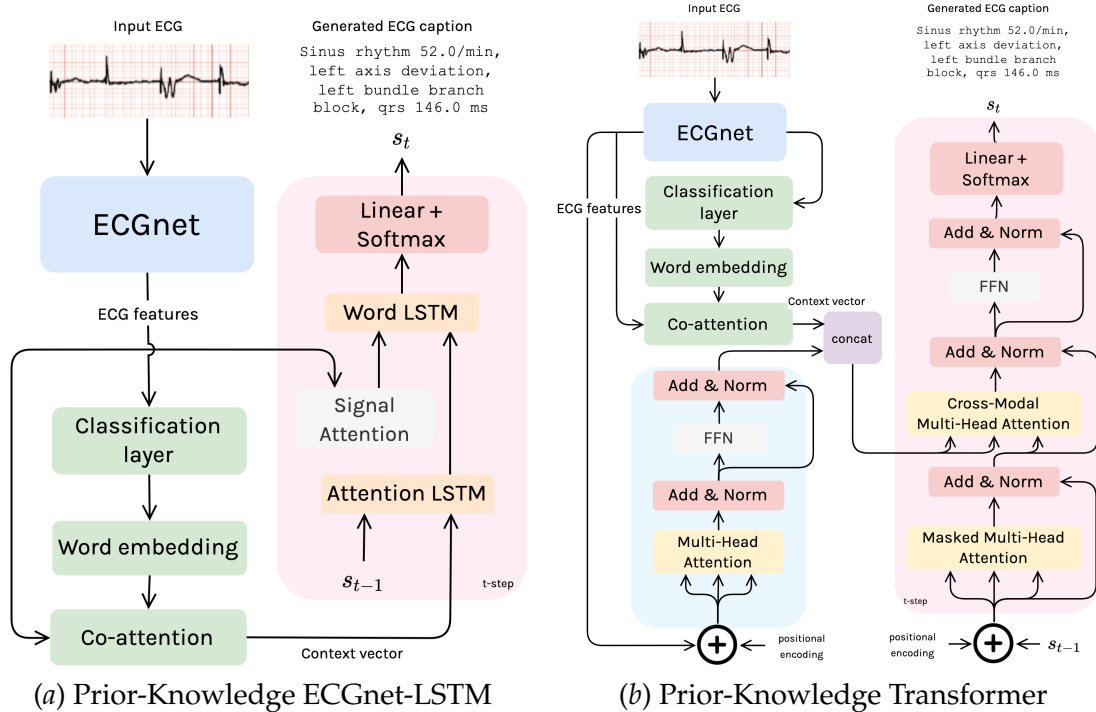 Input ECG
Generated ECG caption
Sinus rhythm 52.0/min,
left axis deviation,
left bundle branch
block, qrs 146.0 ms
s_t
Linear +
Softmax
ECGnet
Word LSTM
ECG features
Signal
Attention
Classification
layer
Attention LSTM
Word embedding
s_{t-1}
t-step
Co-attention
Context vector
(a) Prior-Knowledge ECGnet-LSTM
Input ECG
Generated ECG caption
Sinus rhythm 52.0/min,
left axis deviation,
left bundle branch
block, qrs 146.0 ms
s_t
ECGnet
Linear +
Softmax
Classification
layer
ECG features
Add & Norm
Word embedding
FFN
Context vector
Co-attention
concat
Add & Norm
Add & Norm
Cross-Modal
Multi-Head Attention
FFN
Add & Norm
Add & Norm
Multi-Head
Attention
Masked Multi-Head
Attention
t-step
+
positional
encoding
positional
encoding
+
s_{t-1}
(b) Prior-Knowledge Transformer